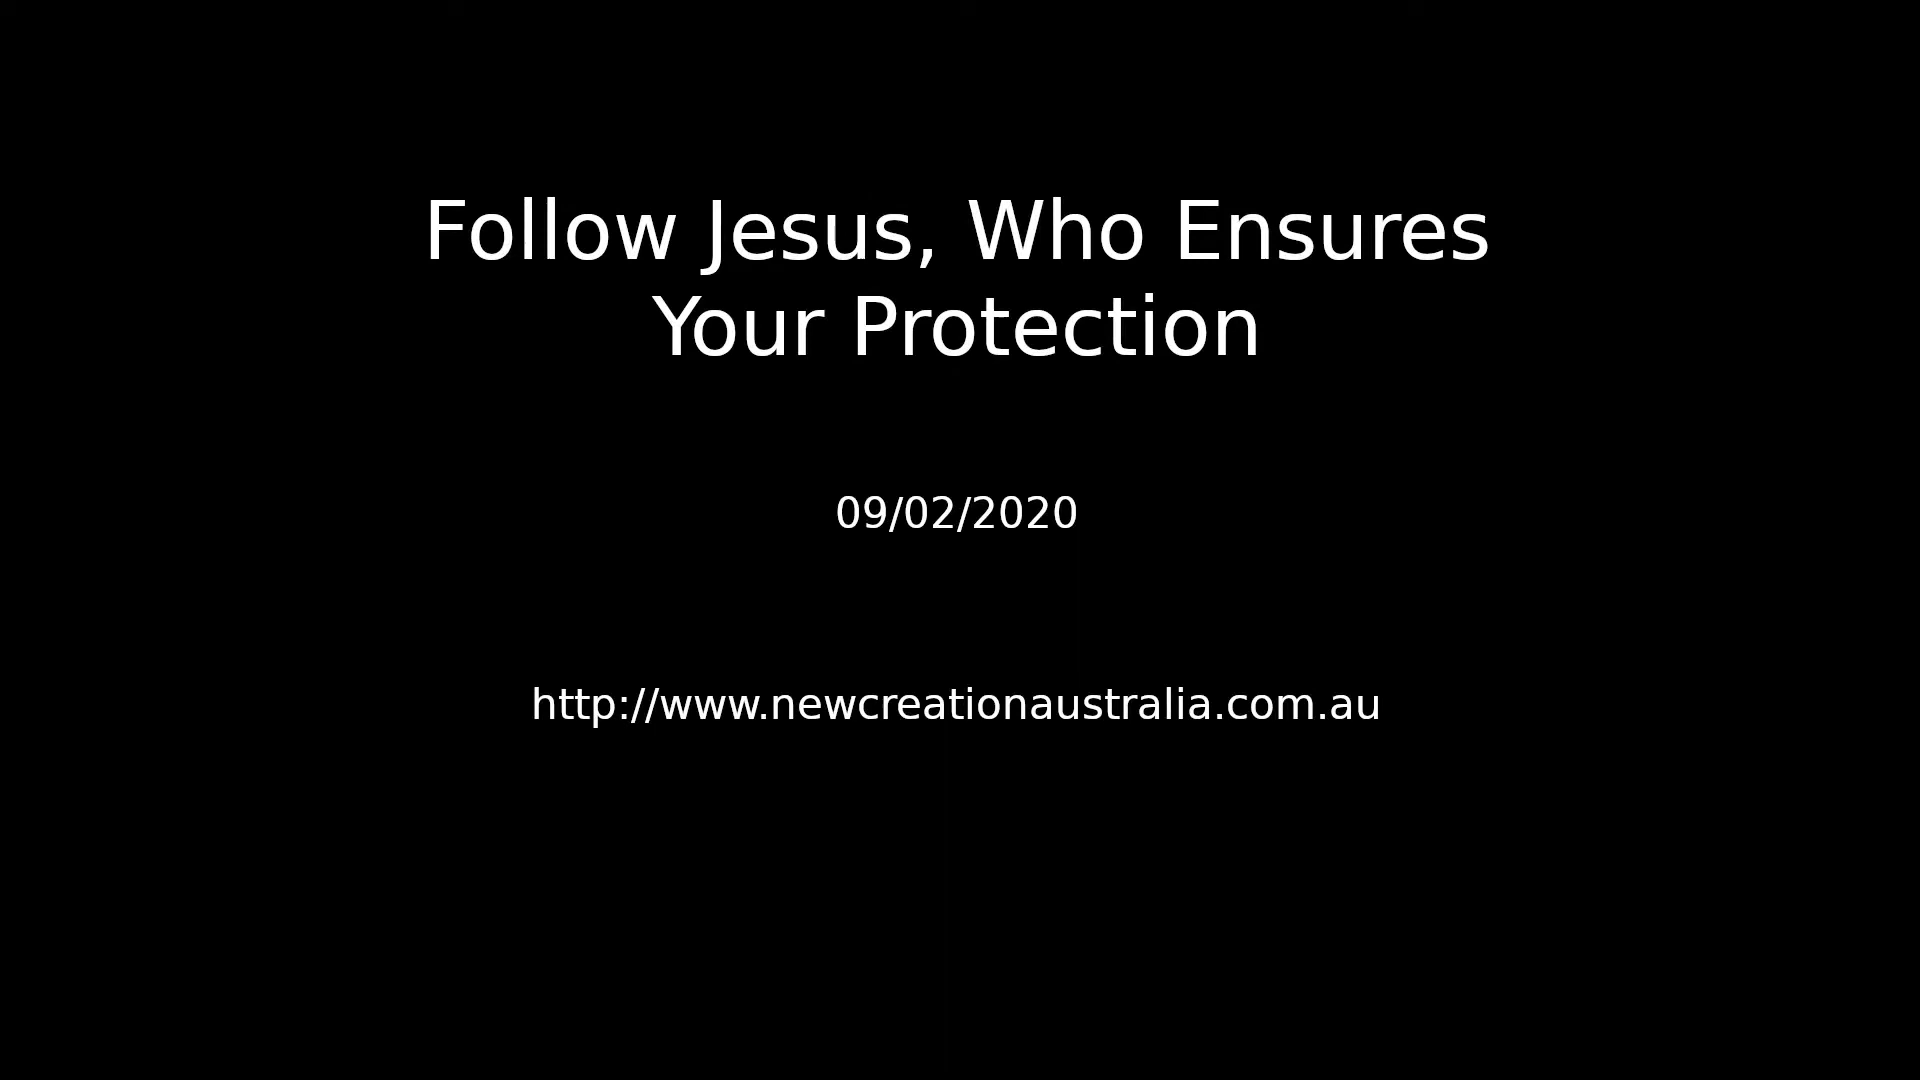 Follow Jesus, Who Ensures
Your Protection
09/02/2020
http://www.newcreationaustralia.com.au